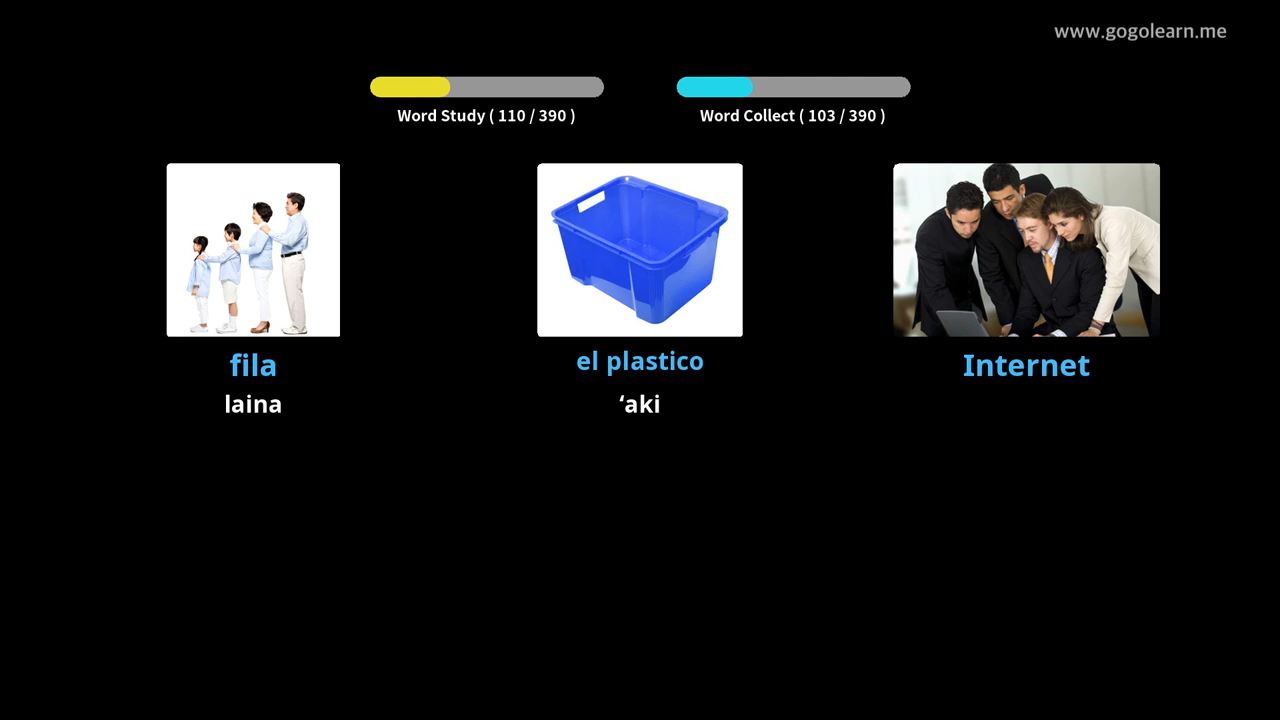 www.gogolearn.me
Word Study ( 110 / 390 )
Word Collect ( 103 / 390 )
fila
laina
el plastico
ʻaki
Internet